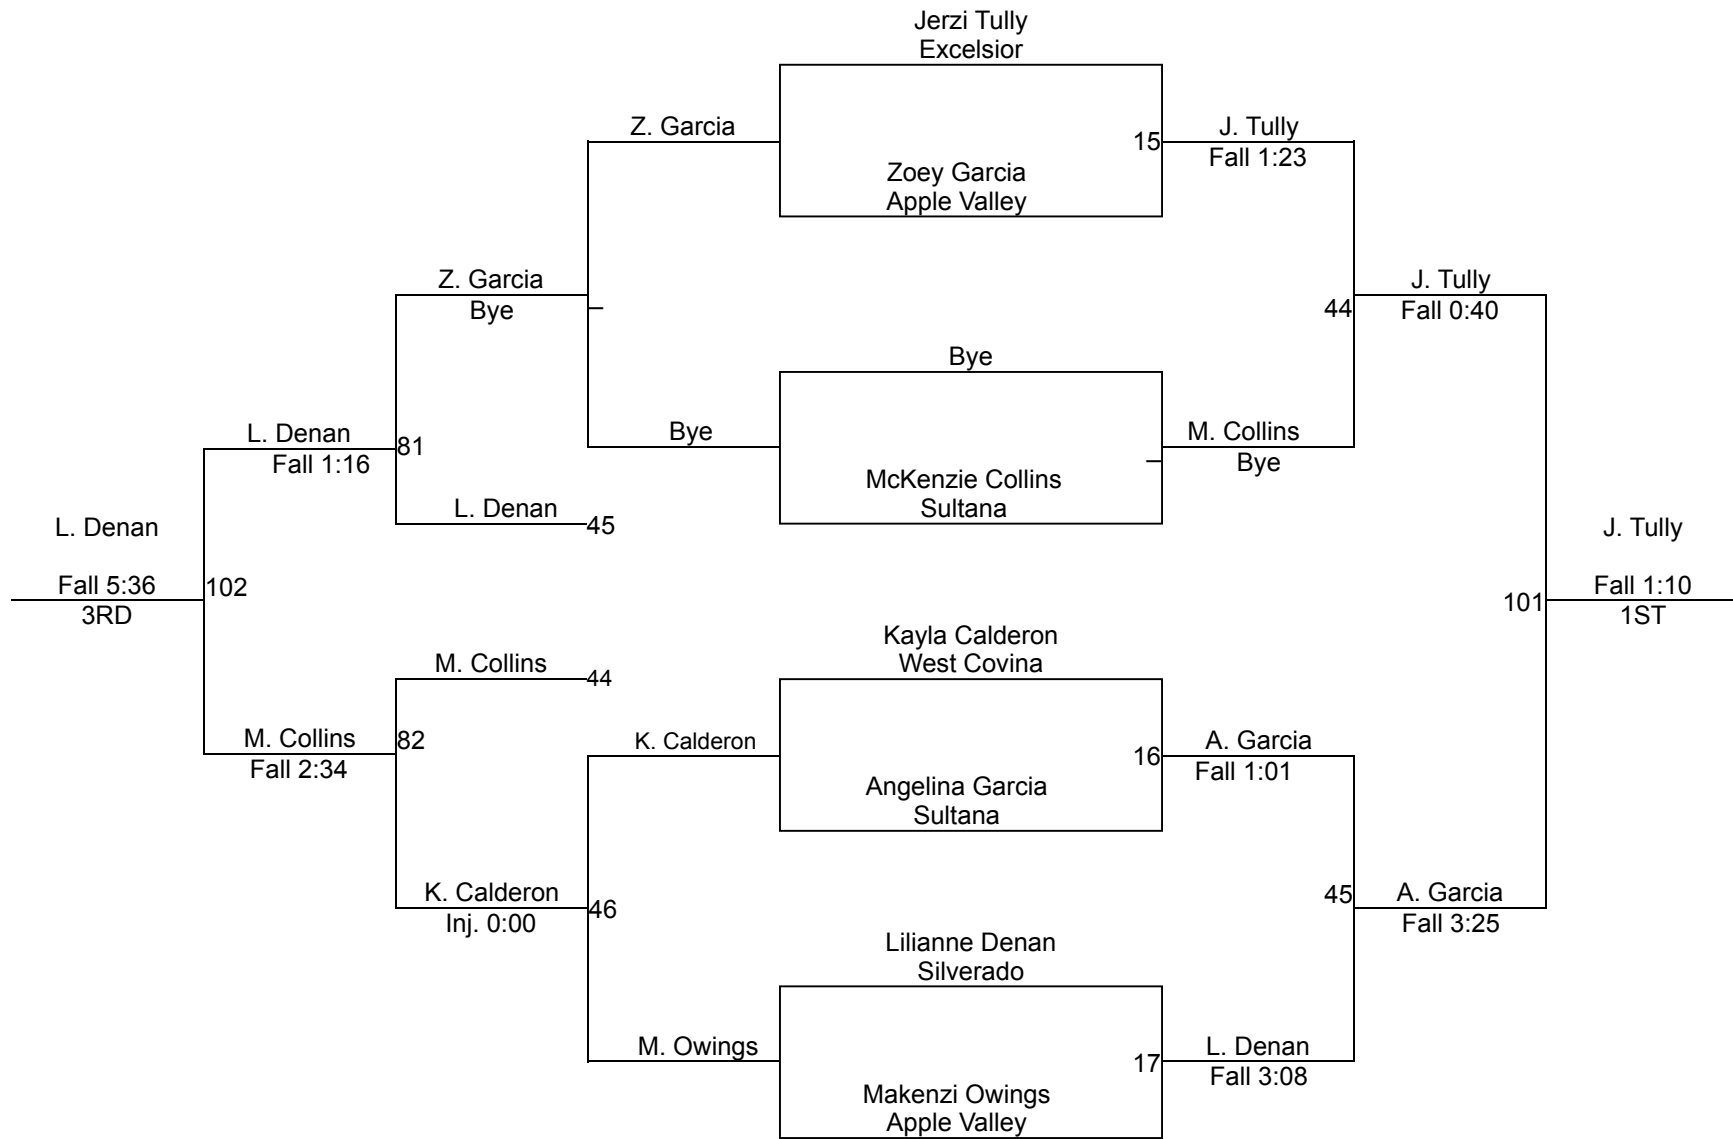 Jerzi Tully
Excelsior
Z. Garcia
15
J. Tully
Fall 1:23
Zoey Garcia
Apple Valley
Z. Garcia
Bye
J. Tully
44
Fall 0:40
Bye
L. Denan
81
Fall 1:16
Bye
M. Collins
Bye
McKenzie Collins
Sultana
L. Denan
45
L. Denan
J. Tully
Fall 5:36
102
3RD
101
Fall 1:10
1ST
Kayla Calderon
West Covina
M. Collins
44
M. Collins
82
Fall 2:34
K. Calderon
16
A. Garcia
Fall 1:01
Angelina Garcia
Sultana
K. Calderon
46
Inj. 0:00
45
A. Garcia
Fall 3:25
Lilianne Denan
Silverado
M. Owings
17
L. Denan
Fall 3:08
Makenzi Owings
Apple Valley